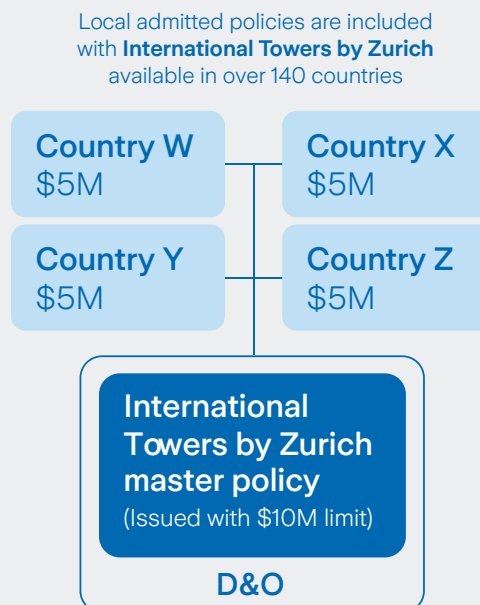 Local admitted policies are included
with International Towers by Zurich
available in over 140 countries
Country W
$5M
Country X
$5M
Country Y
$5M
Country Z
$5M
International
Towers by Zurich
master policy
(Issued with $10M limit)
D&O